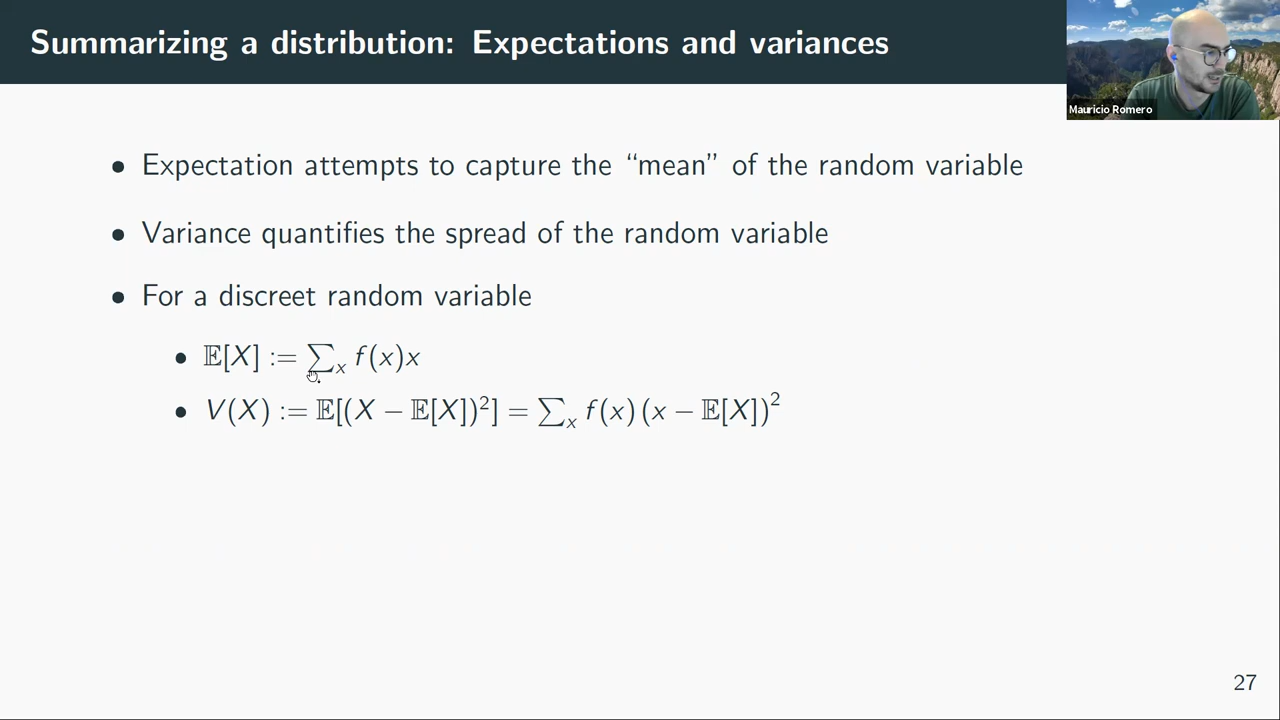 Summarizing a distribution: Expectations and variances
Mauricio Romero
• Expectation attempts to capture the “mean” of the random variable
• Variance quantifies the spread of the random variable
• For a discreet random variable
• 𝔼[X] := ∑ₓ f(x)x
• V(X) := 𝔼[(X − 𝔼[X])²] = ∑ₓ f(x)(x − 𝔼[X])²
27